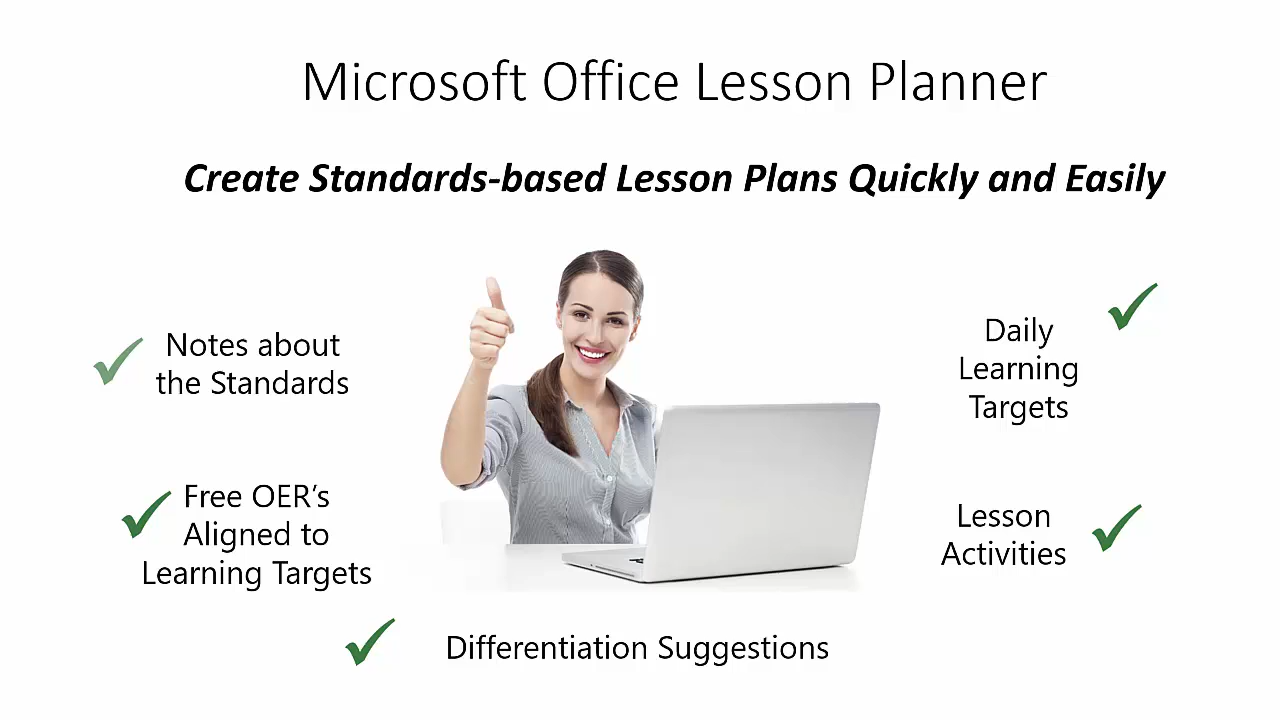 Microsoft Office Lesson Planner
Create Standards-based Lesson Plans Quickly and Easily
Notes about
the Standards
Daily
Learning
Targets
Free OER’s
Aligned to
Learning Targets
Lesson
Activities
Differentiation Suggestions